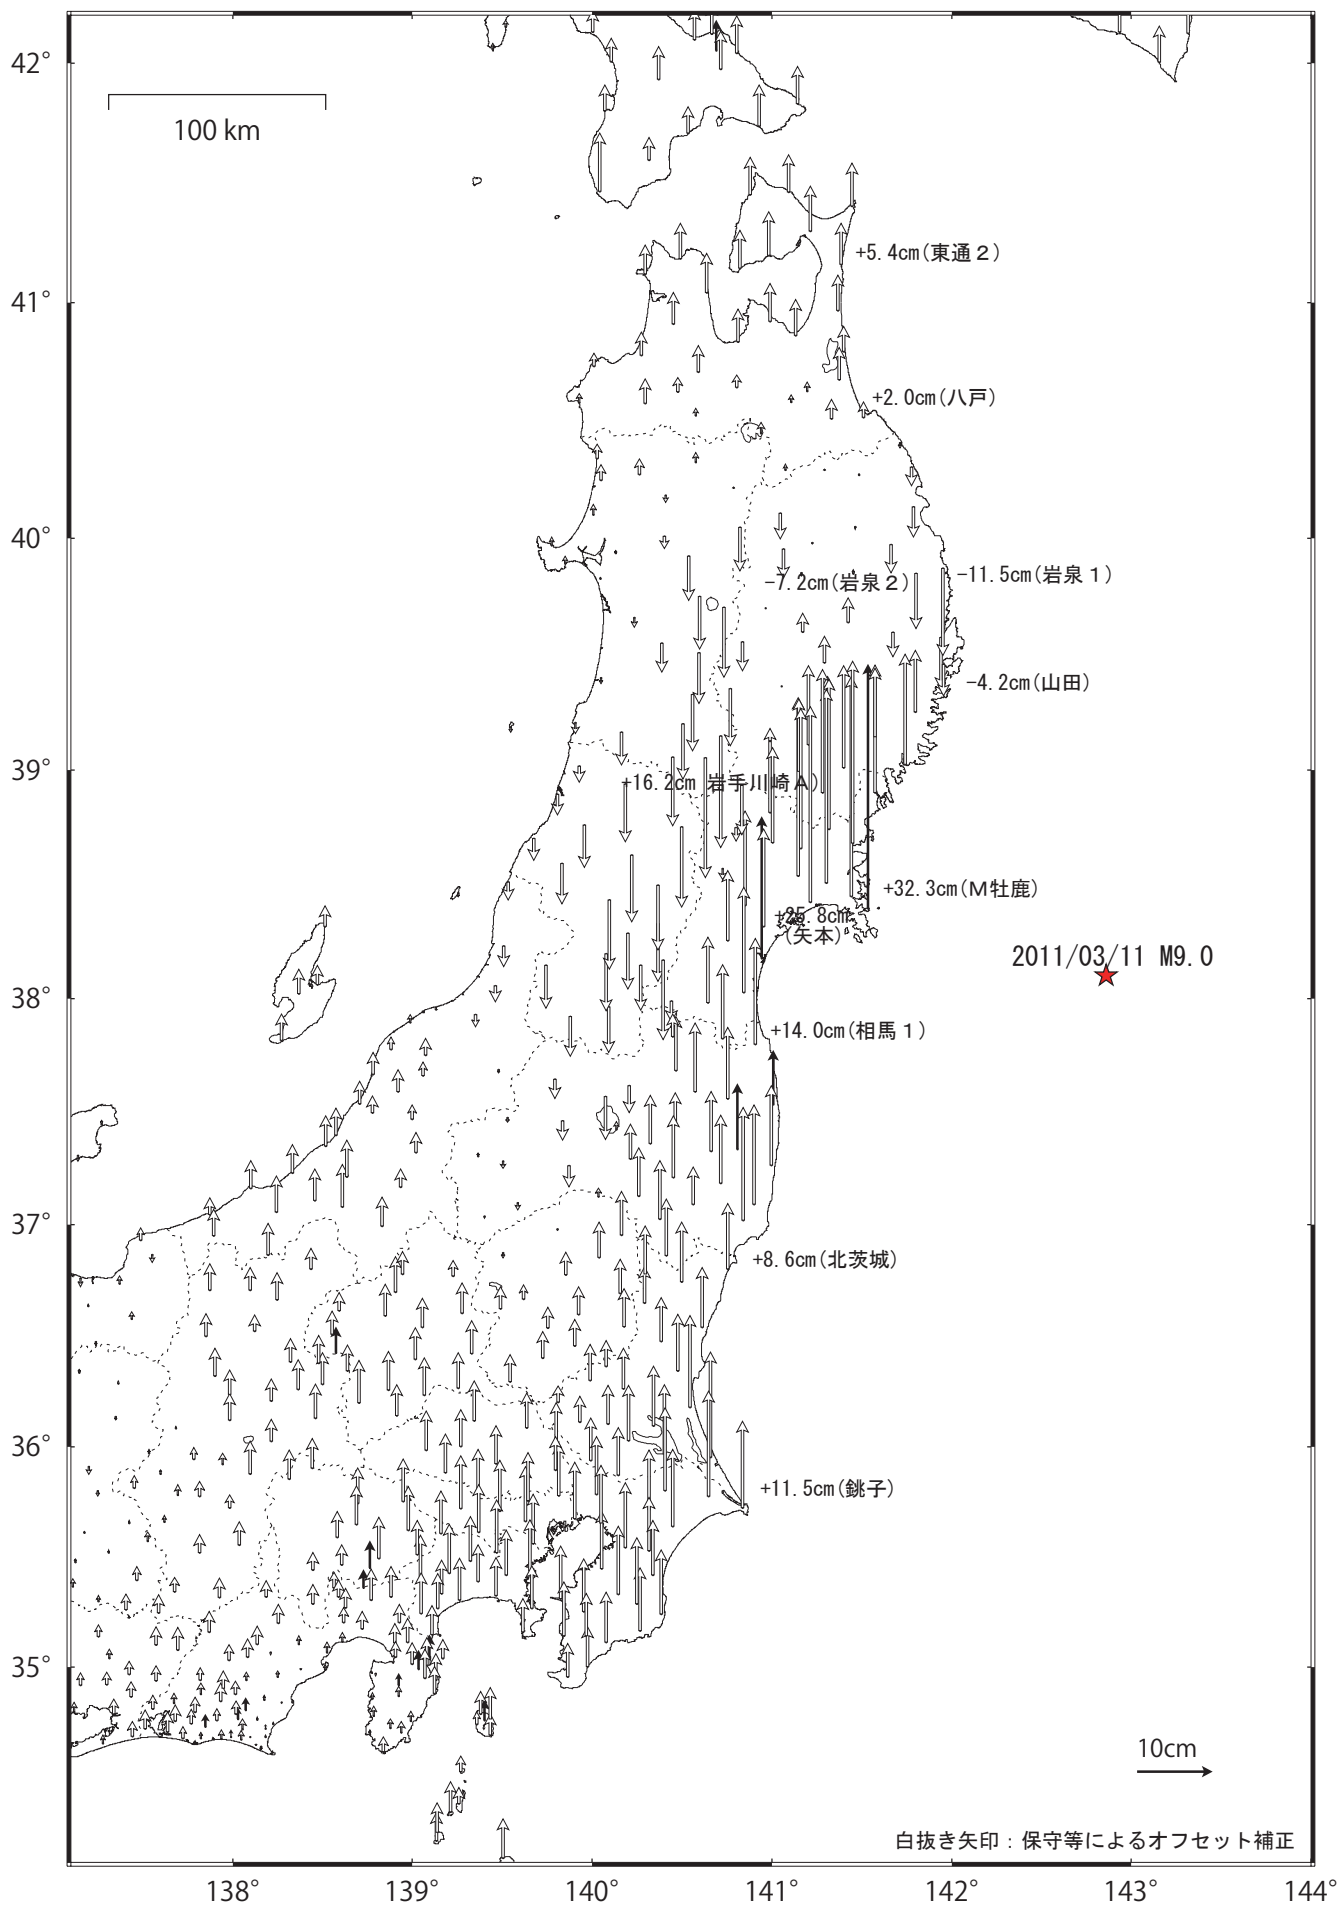 42°
100 km
+5.4cm(東通２)
41°
+2.0cm(八戸)
40°
-11.5cm(岩泉１)
-7.2cm(岩泉２)
-4.2cm(山田)
39°
+16.2cm 岩手川崎Ａ)
+32.3cm(Ｍ牡鹿)
+25.8cm
(矢本)
2011/03/11 M9.0
38°
+14.0cm(相馬１)
37°
+8.6cm(北茨城)
36°
+11.5cm(銚子)
35°
10cm
白抜き矢印：保守等によるオフセット補正
138°
139°
140°
141°
142°
143°
144°